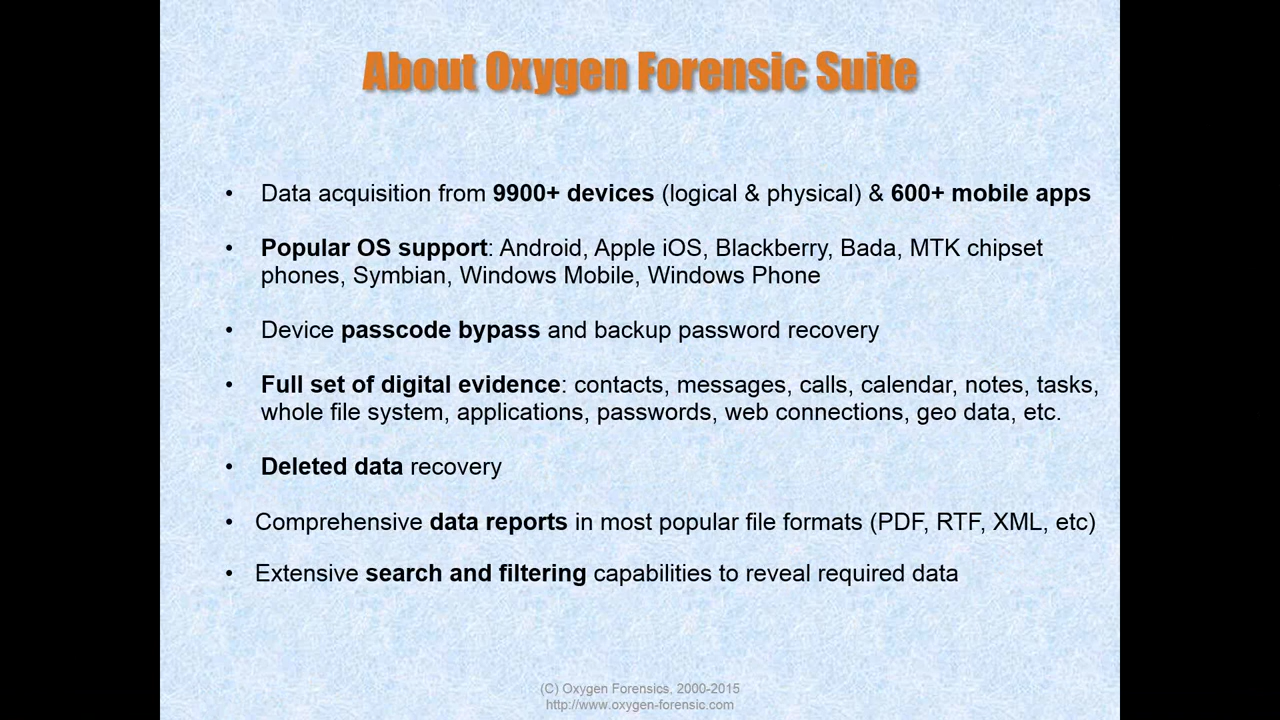 About Oxygen Forensic Suite
• Data acquisition from 9900+ devices (logical & physical) & 600+ mobile apps
• Popular OS support: Android, Apple iOS, Blackberry, Bada, MTK chipset
phones, Symbian, Windows Mobile, Windows Phone
• Device passcode bypass and backup password recovery
• Full set of digital evidence: contacts, messages, calls, calendar, notes, tasks,
whole file system, applications, passwords, web connections, geo data, etc.
• Deleted data recovery
• Comprehensive data reports in most popular file formats (PDF, RTF, XML, etc)
• Extensive search and filtering capabilities to reveal required data
(C) Oxygen Forensics, 2000-2015
http://www.oxygen-forensic.com